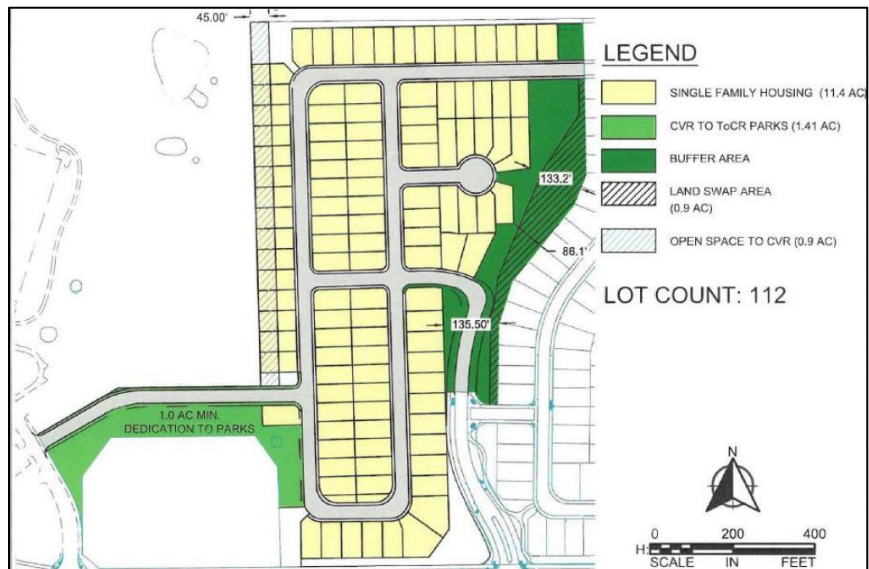 45.00'
LEGEND
SINGLE FAMILY HOUSING (11.4 AC)
CVR TO ToCR PARKS (1.41 AC)
BUFFER AREA
LAND SWAP AREA
(0.9 AC)
OPEN SPACE TO CVR (0.9 AC)
LOT COUNT: 112
133.2'
86.1'
135.50'
1.0 AC MIN.
DEDICATION TO PARKS
N
0 200 400
H:
SCALE IN FEET